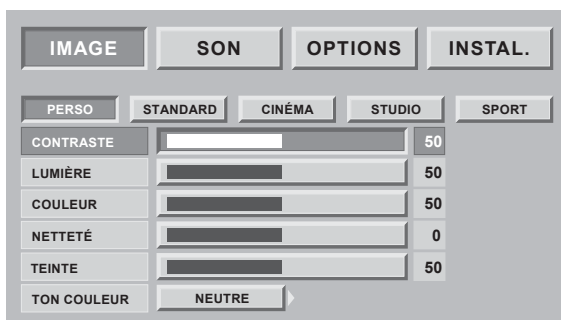 IMAGE SON OPTIONS INSTAL.
PERSO STANDARD CINÉMA STUDIO SPORT
CONTRASTE 50
LUMIÈRE 50
COULEUR 50
NETTETÉ 0
TEINTE 50
TON COULEUR NEUTRE